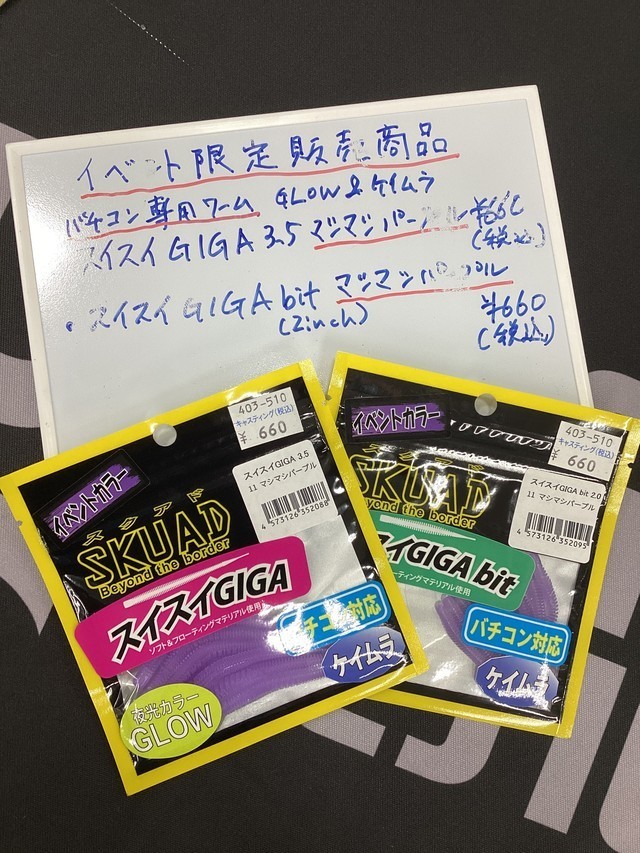 イベント限定販売商品
バチコン専用ワーム GLOW&ケイムラ
スイスイGIGA 3.5 マシマシパープル ¥660
(税込)
・スイスイGIGA bit マシマシパープル
(2inch)
¥660
(税込)
イベントカラー
403-510
キャスティング(税込)
¥ 660
スイスイGIGA 3.5
11 マシマシパープル
4 573126 352088
スクアド
SKUAD
Beyond the border
スイスイGIGA
ソフト&フローティングマテリアル使用
バチコン対応
ケイムラ
夜光カラー
GLOW
イベントカラー
403-510
キャスティング(税込)
¥ 660
スイスイGIGA bit 2.0
11 マシマシパープル
4 573126 352095
SKUAD
Beyond the border
イGIGA bit
ローティングマテリアル使用
バチコン対応
ケイムラ